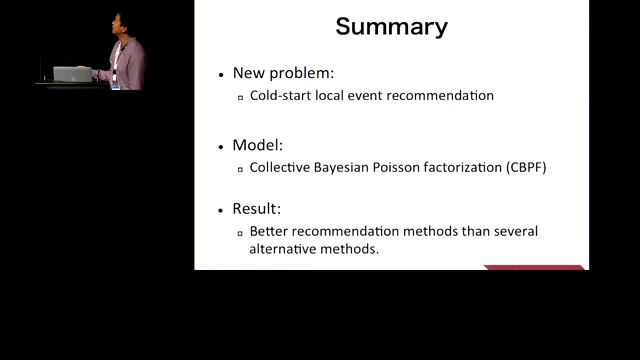 Summary
• New problem:
▫ Cold-start local event recommendation
• Model:
▫ Collective Bayesian Poisson factorization (CBPF)
• Result:
▫ Better recommendation methods than several
alternative methods.